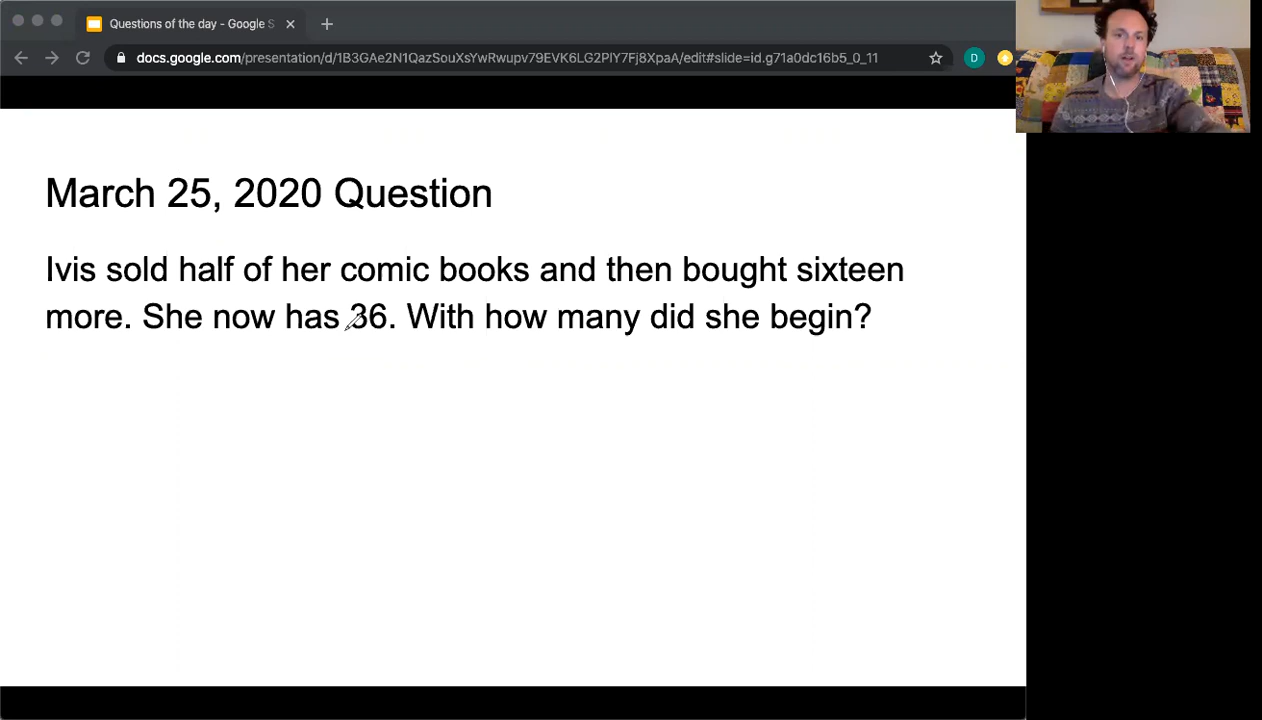 Questions of the day - Google S
docs.google.com/presentation/d/1B3GAe2N1QazSouXsYwRwupv79EVK6LG2PlY7Fj8XpaA/edit#slide=id.g71a0dc16b5_0_11
D
March 25, 2020 Question
Ivis sold half of her comic books and then bought sixteen
more. She now has 36. With how many did she begin?